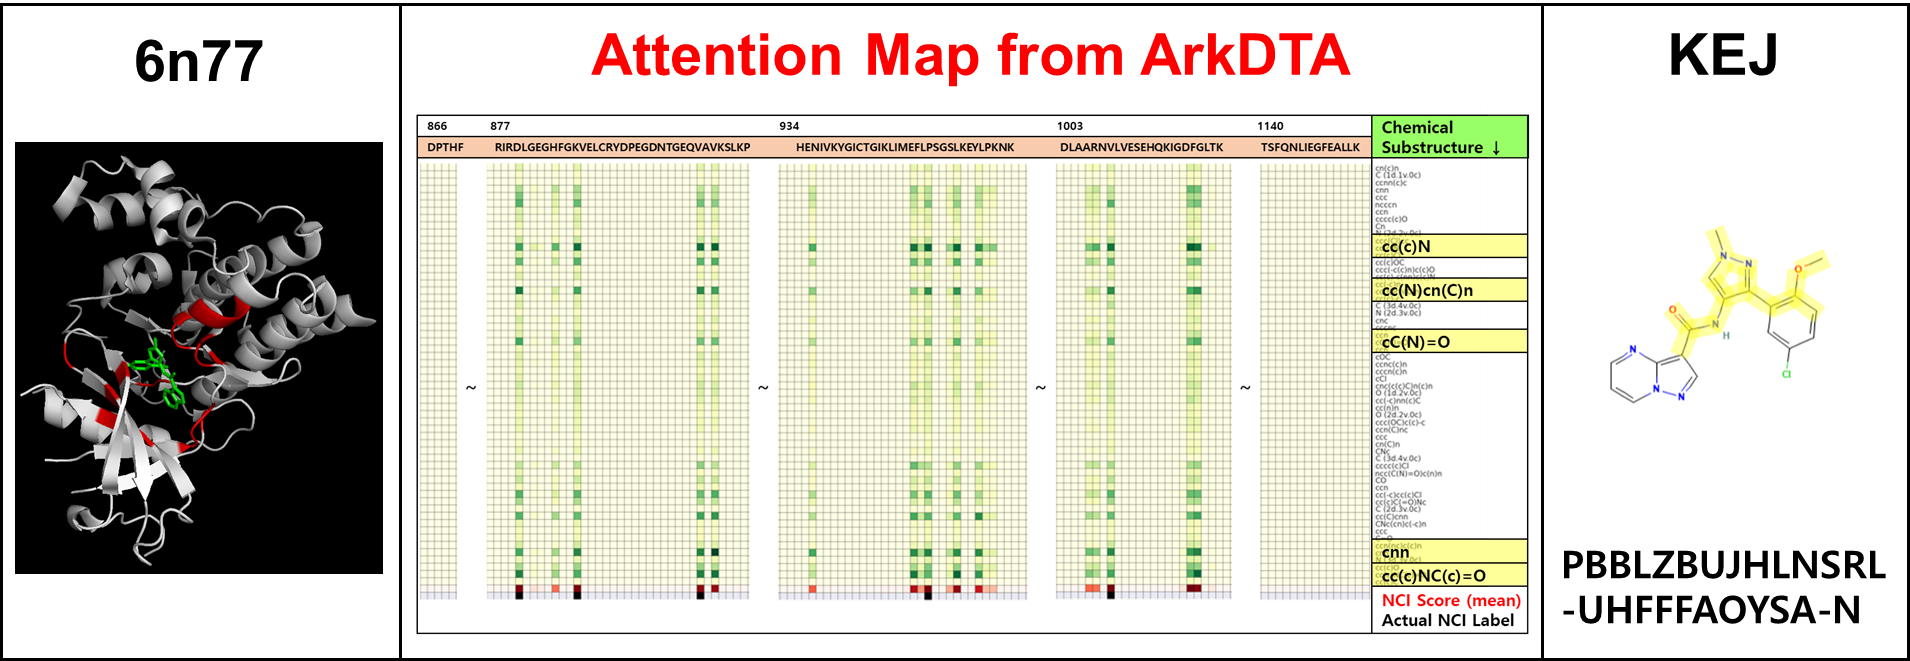 6n77
Attention Map from ArkDTA
KEJ
866 877 934 1003 1140
DPTHF RIRDLGEGHFGKVELCRYDPEGDNTGEQVAVKSLKP HENIVKYGICTGIKLIMEFLPSGSLKEYLPKNK DLAARNVLVESEHQKIGDFGLTK TSFQNLIEGFEALLK
Chemical
Substructure ↓
cn(c)n
C (1d.1v.0c)
ccnn(c)c
cnn
ccc
ncccn
ccn
cccc(c)O
Cn
cc(c)N
cc(c)OC
ccc(-c(c)n)c(c)O
cc(N)cn(C)n
C (3d.4v.0c)
N (2d.3v.0c)
cnc
cC(N)=O
cOC
ccnc(c)n
cccn(c)n
cCl
cnc(c(c)C)n(c)n
O (1d.2v.0c)
cc(-c)nn(c)C
cc(n)n
O (2d.2v.0c)
ccc(OC)c(c)-c
ccn(C)nc
ccc
cn(C)n
CNc
C (3d.4v.0c)
cccc(c)Cl
ncc(C(N)=O)c(n)n
CO
ccn
cc(-c)cc(c)Cl
cc(c)C(=O)Nc
C (2d.3v.0c)
cc(C)cnn
CNc(cn)c(-c)n
ccc
cnn
cc(c)NC(c)=O
NCI Score (mean)
Actual NCI Label
~ ~ ~ ~
N
N
O
O
N
H
N
N
N
Cl
PBBLZBUJHLNSRL
-UHFFFAOYSA-N